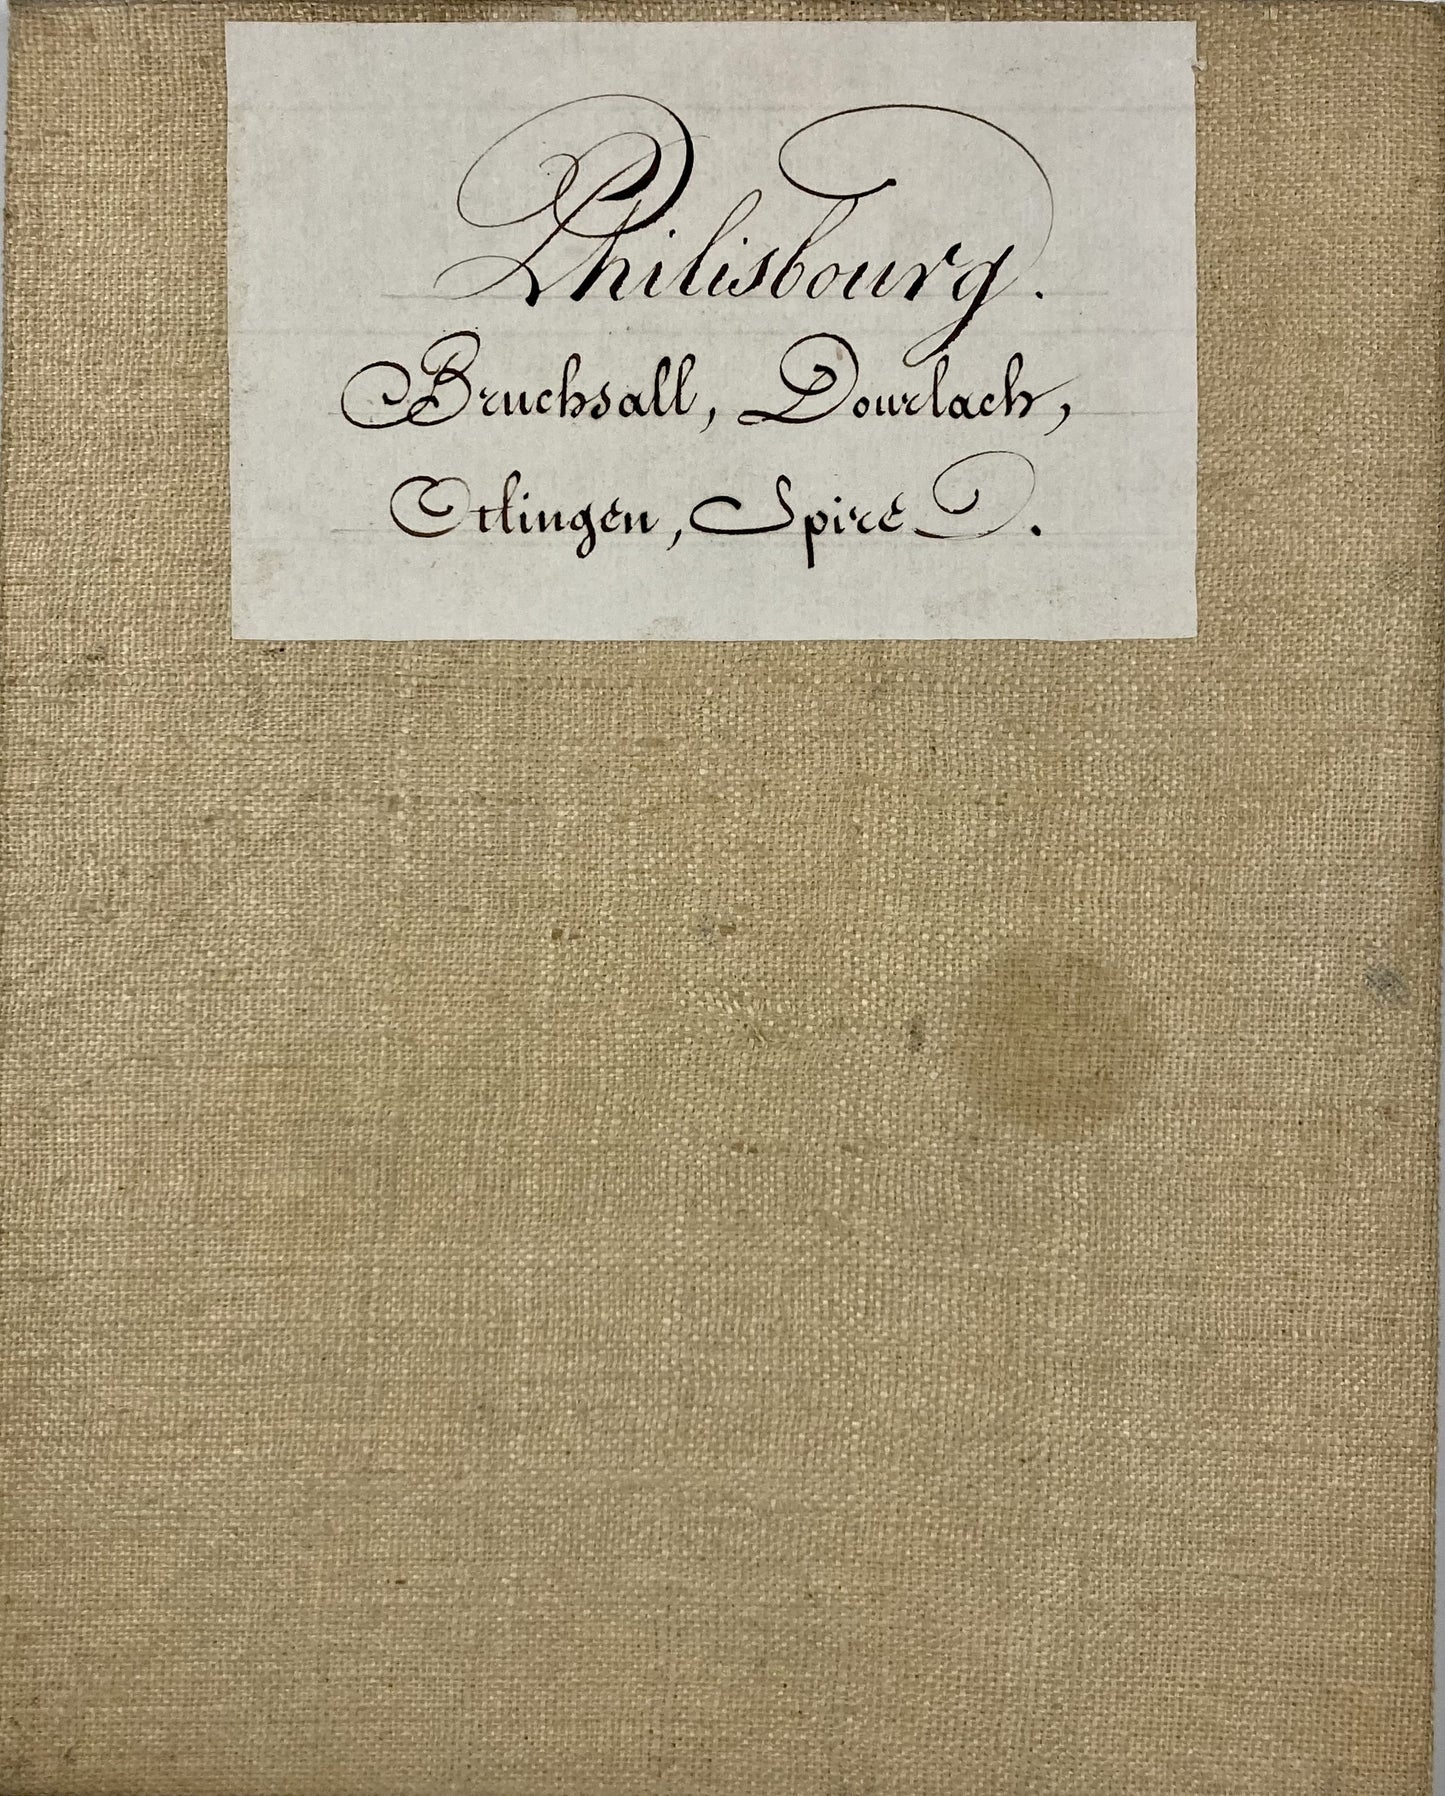 Philisbourg.
Bruchsall, Dourlach,
Etlingen, Spire.